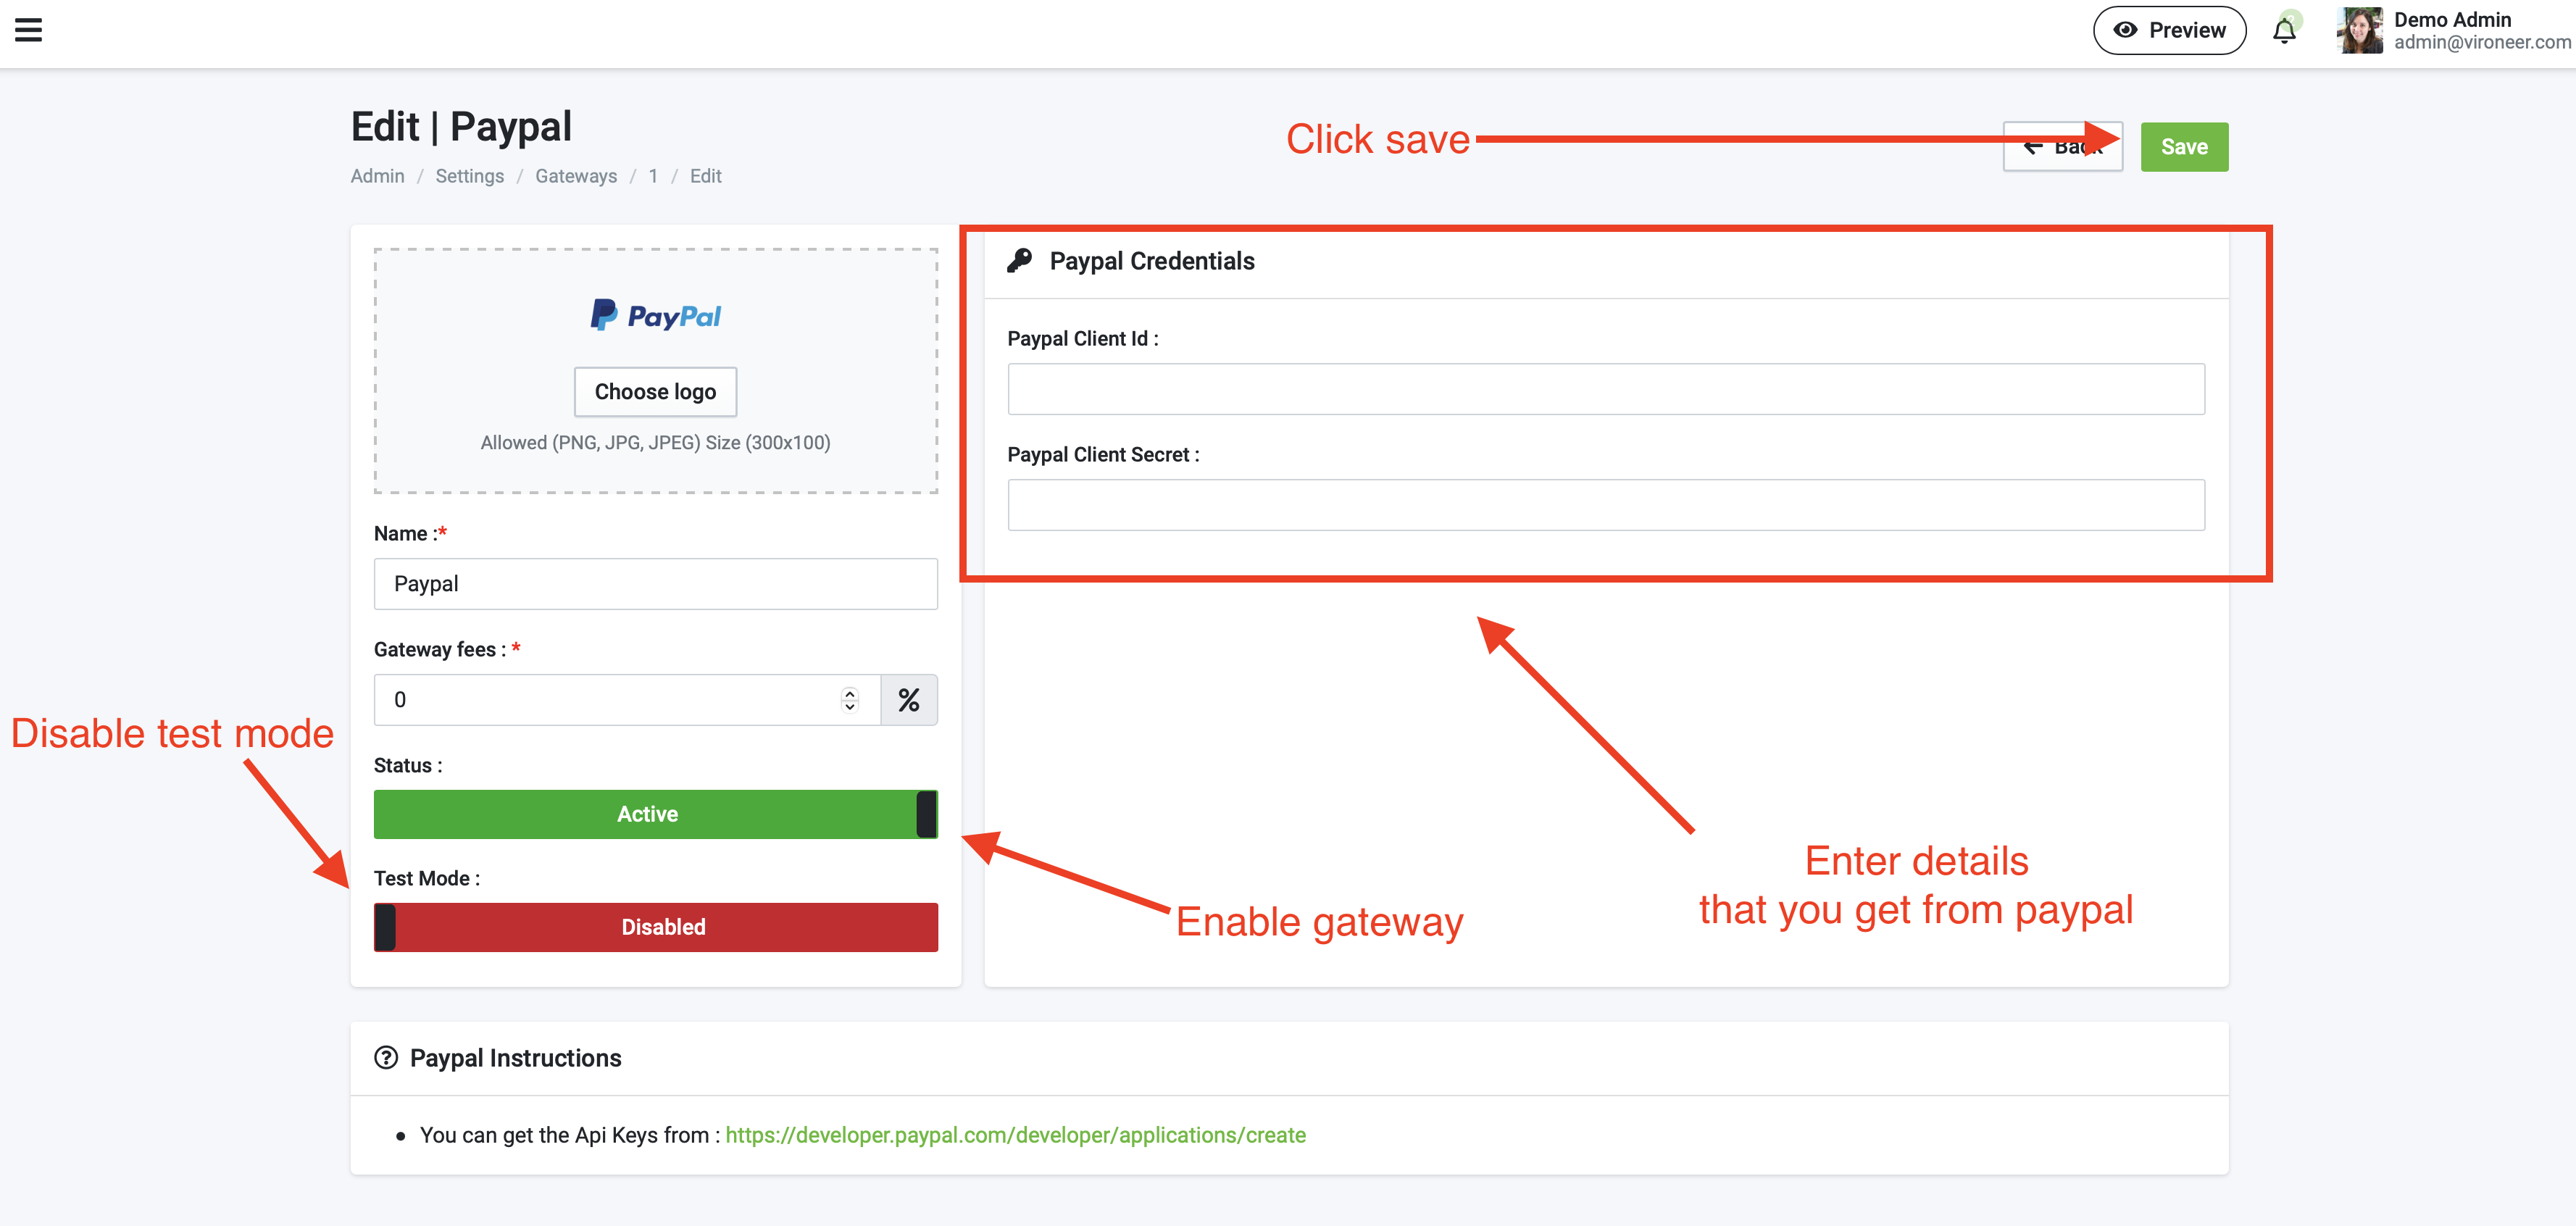 Preview
Demo Admin
admin@vironeer.com
Edit | Paypal
Click save
Back
Save
Admin / Settings / Gateways / 1 / Edit
PayPal
Choose logo
Allowed (PNG, JPG, JPEG) Size (300x100)
Paypal Credentials
Paypal Client Id :
Paypal Client Secret :
Name :*
Paypal
Gateway fees : *
0
%
Disable test mode
Status :
Active
Test Mode :
Disabled
Enable gateway
Enter details
that you get from paypal
Paypal Instructions
You can get the Api Keys from : https://developer.paypal.com/developer/applications/create